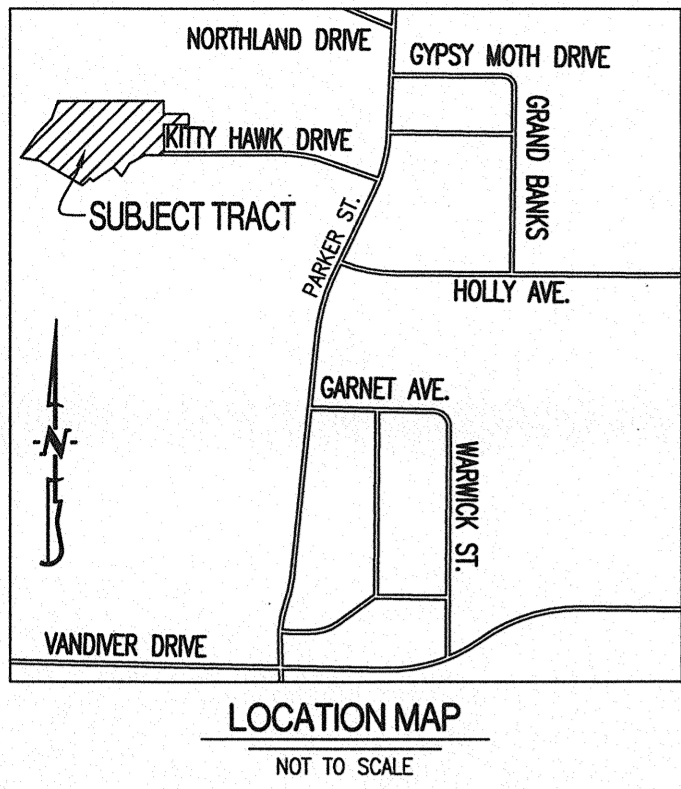 NORTHLAND DRIVE
GYPSY MOTH DRIVE
GRAND BANKS
KITTY HAWK DRIVE
SUBJECT TRACT
PARKER ST.
HOLLY AVE.
GARNET AVE.
N
WARWICK ST.
VANDIVER DRIVE
LOCATION MAP
NOT TO SCALE